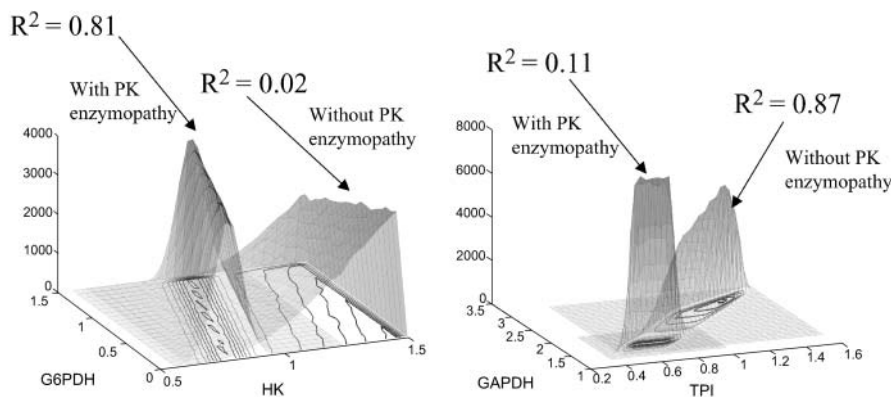 R² = 0.81
With PK
enzymopathy
R² = 0.02
Without PK
enzymopathy
4000
3000
2000
1000
0
1.5
1
0.5
0
G6PDH
0.5
1
1.5
HK
R² = 0.11
With PK
enzymopathy
R² = 0.87
Without PK
enzymopathy
8000
6000
4000
2000
0
3.5
3
2.5
2
1.5
1
GAPDH
0.2
0.4
0.6
0.8
1
1.2
1.4
1.6
TPI